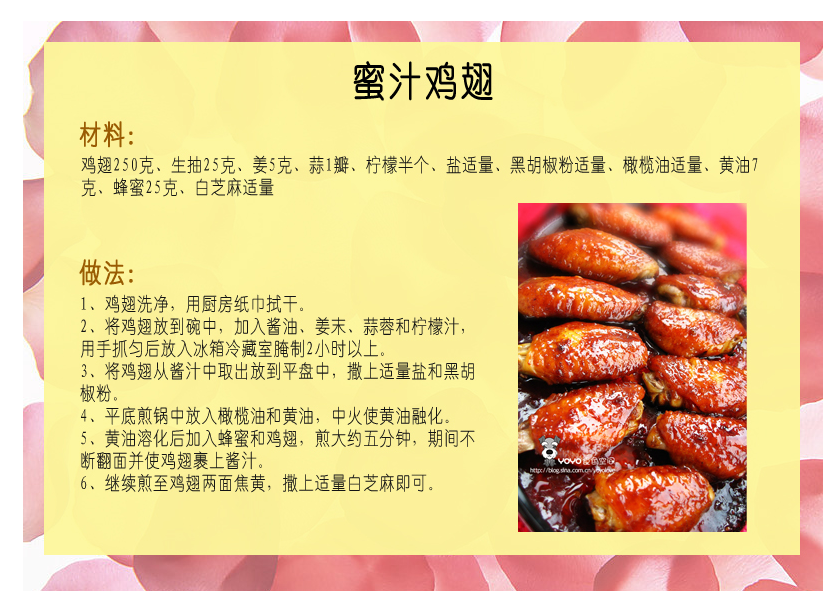 蜜汁鸡翅
材料：
鸡翅250克、生抽25克、姜5克、蒜1瓣、柠檬半个、盐适量、黑胡椒粉适量、橄榄油适量、黄油7
克、蜂蜜25克、白芝麻适量
做法：
1、鸡翅洗净，用厨房纸巾拭干。
2、将鸡翅放到碗中，加入酱油、姜末、蒜蓉和柠檬汁，
用手抓匀后放入冰箱冷藏室腌制2小时以上。
3、将鸡翅从酱汁中取出放到平盘中，撒上适量盐和黑胡
椒粉。
4、平底煎锅中放入橄榄油和黄油，中火使黄油融化。
5、黄油溶化后加入蜂蜜和鸡翅，煎大约五分钟，期间不
断翻面并使鸡翅裹上酱汁。
6、继续煎至鸡翅两面焦黄，撒上适量白芝麻即可。
YOYO
http://blog.sina.com.cn/yoyolove